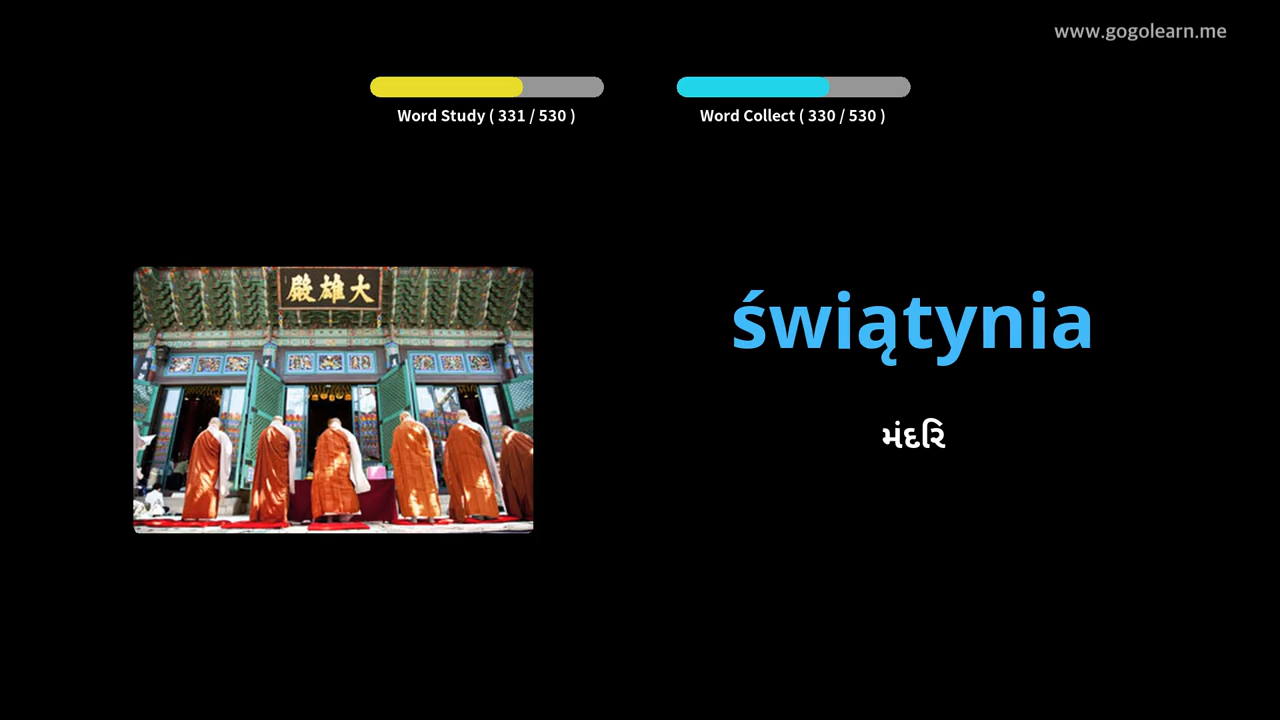 www.gogolearn.me
Word Study ( 331 / 530 )
Word Collect ( 330 / 530 )
殿雄大
świątynia
મંદિર